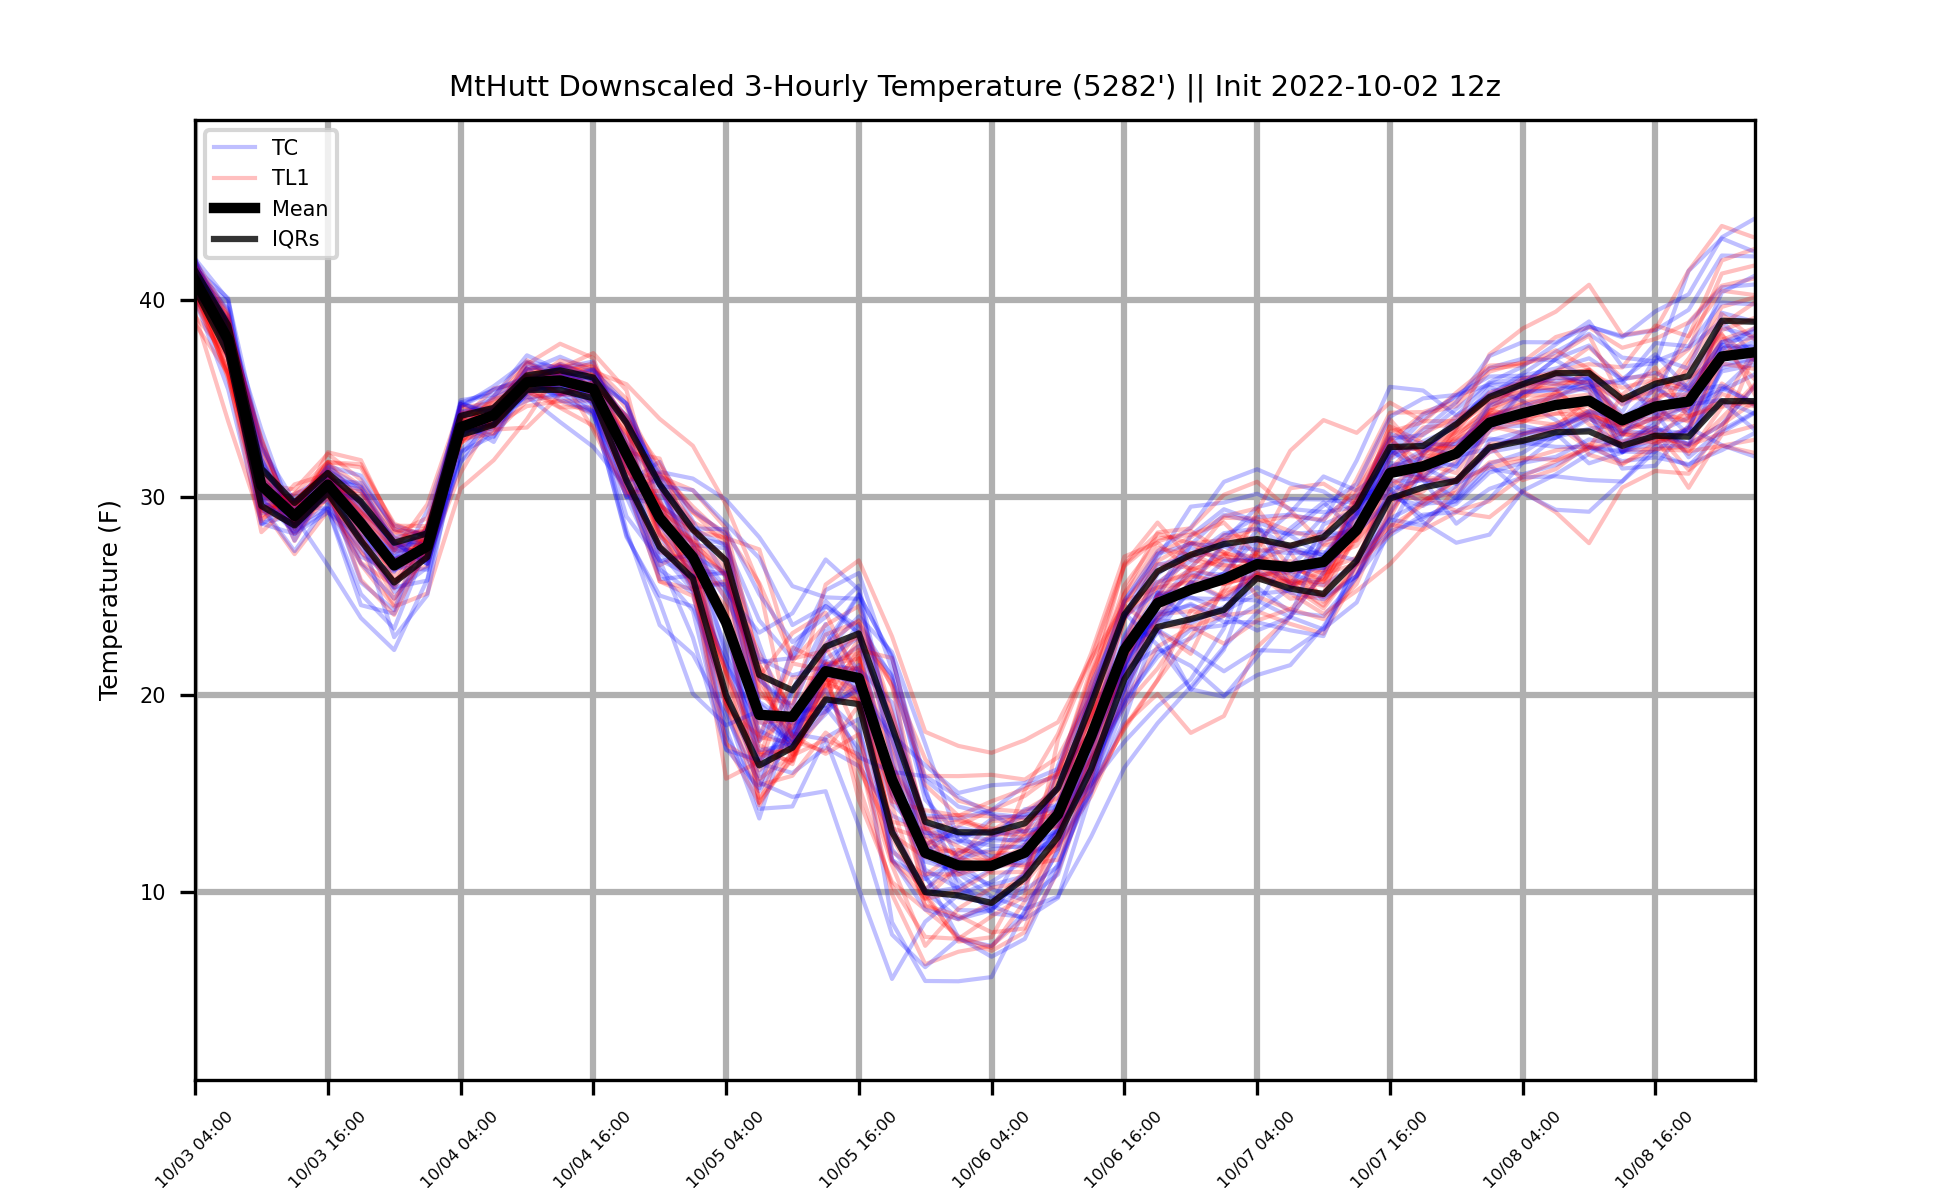 MtHutt Downscaled 3-Hourly Temperature (5282') || Init 2022-10-02 12z
TC
TL1
Mean
IQRs
Temperature (F)
40
30
20
10
10/03 04:00
10/03 16:00
10/04 04:00
10/04 16:00
10/05 04:00
10/05 16:00
10/06 04:00
10/06 16:00
10/07 04:00
10/07 16:00
10/08 04:00
10/08 16:00